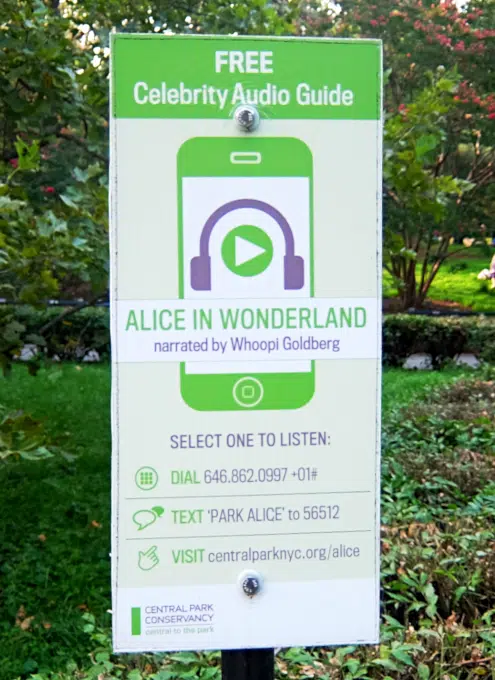 FREE
Celebrity Audio Guide
ALICE IN WONDERLAND
narrated by Whoopi Goldberg
SELECT ONE TO LISTEN:
DIAL 646.862.0997 +01#
TEXT 'PARK ALICE' to 56512
VISIT centralparknyc.org/alice
CENTRAL PARK
CONSERVANCY
central to the park